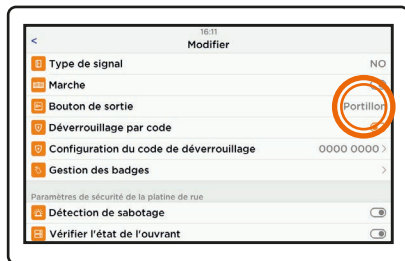 16:11
< Modifier
Type de signal NO
Marche
Bouton de sortie Portillon
Déverrouillage par code
Configuration du code de déverrouillage 0000 0000 >
Gestion des badges >
Paramètres de sécurité de la platine de rue
Détection de sabotage
Vérifier l'état de l'ouvrant